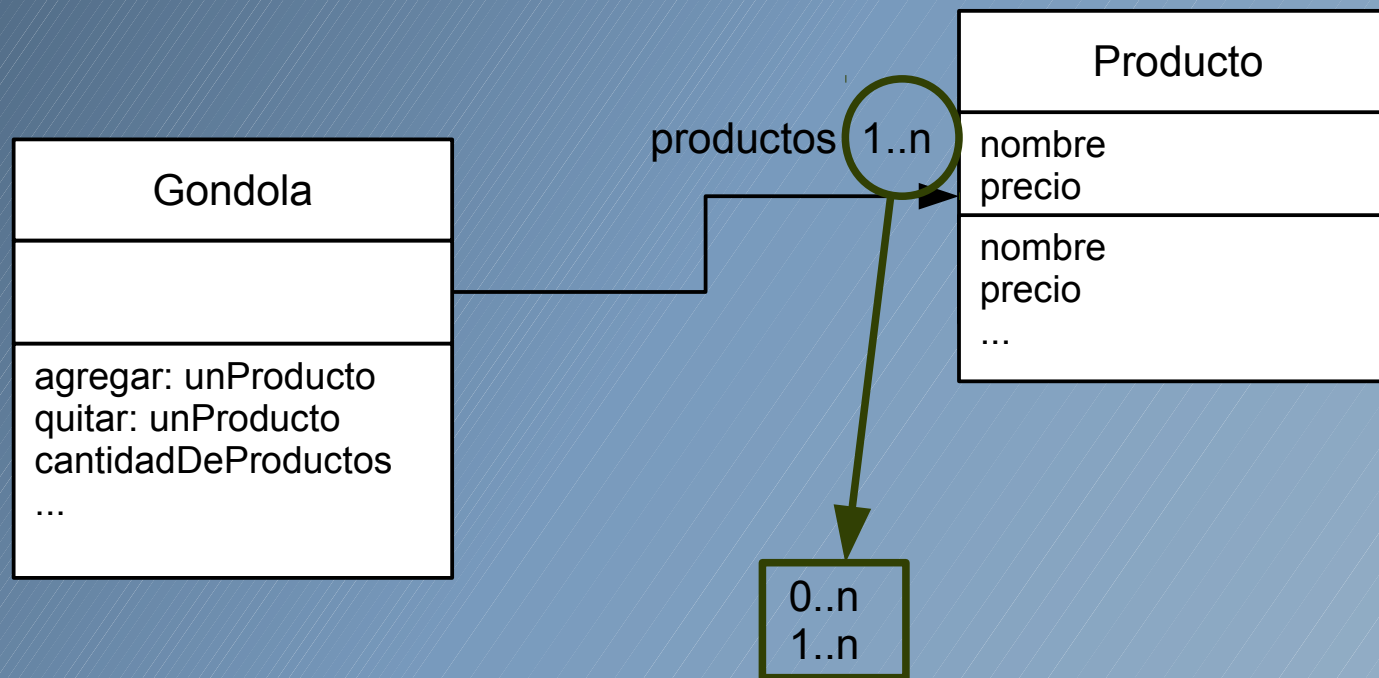 Gondola
agregar: unProducto
quitar: unProducto
cantidadDeProductos
...
productos 1..n
Producto
nombre
precio
nombre
precio
...
0..n
1..n